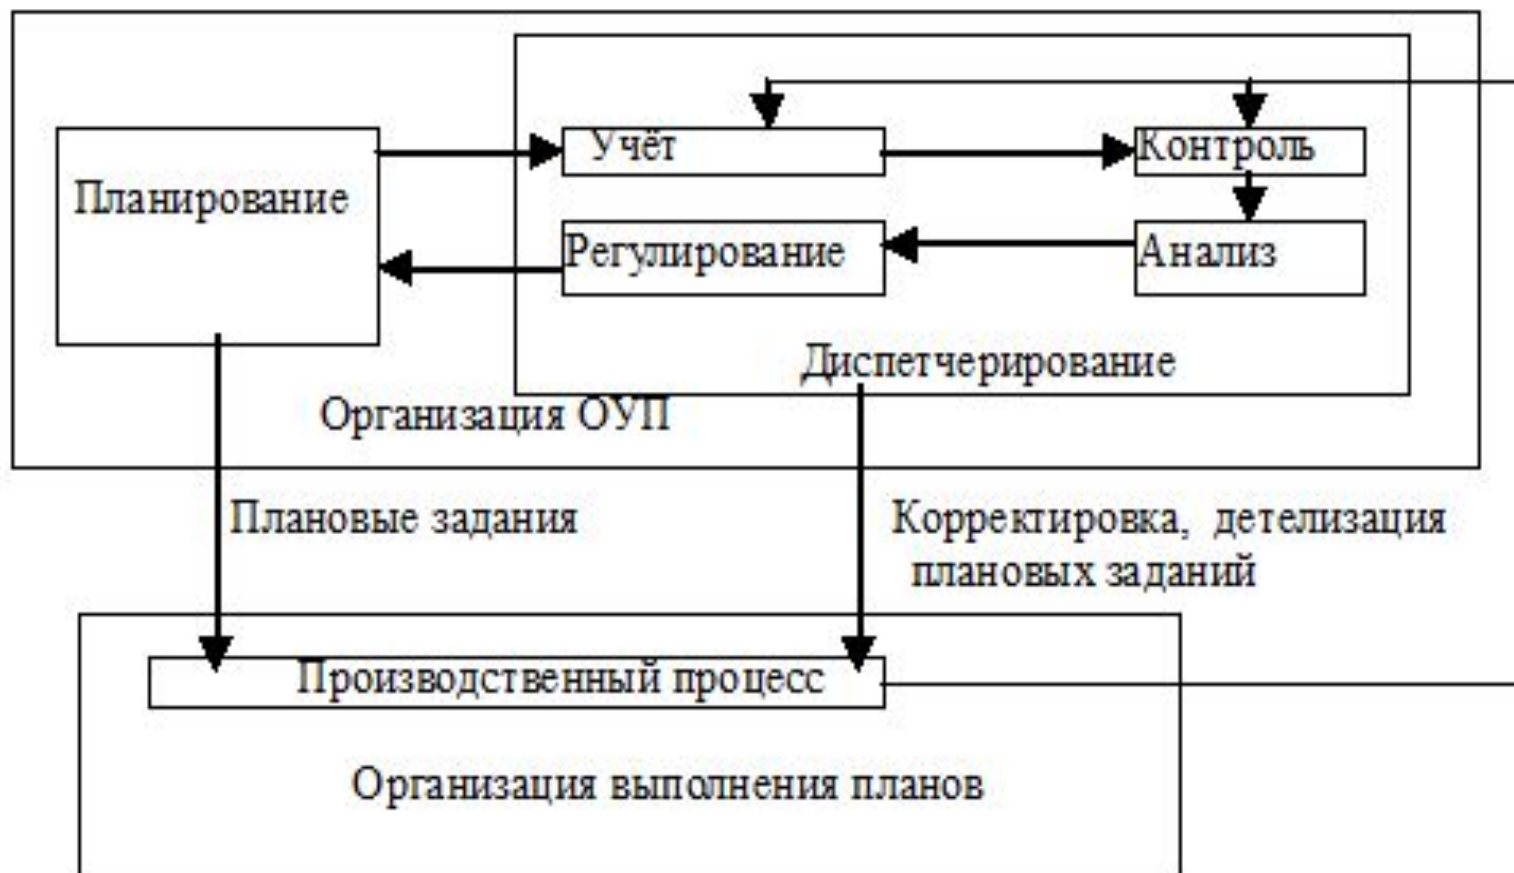 Учёт
Контроль
Планирование
Регулирование
Анализ
Диспетчерирование
Организация ОУП
Плановые задания
Корректировка, детелизация
плановых заданий
Производственный процесс
Организация выполнения планов